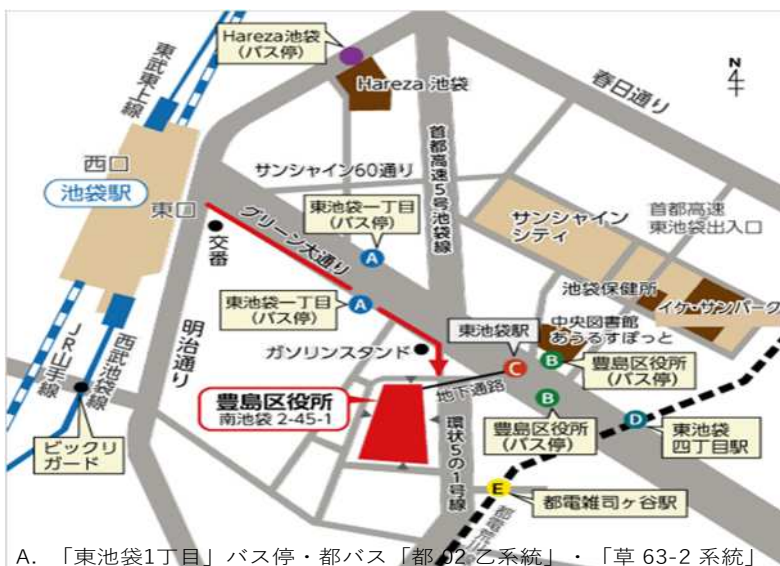 Hareza池袋
(バス停)
N
東武東上線
Hareza 池袋
春日通り
西口
池袋駅
東口
サンシャイン60通り
首都高速5号池袋線
東池袋一丁目
(バス停)
A
グリーン大通り
交番
サンシャイン
シティ
首都高速
東池袋出入口
池袋保健所
イケ・サンパーク
東池袋一丁目
(バス停)
A
明治通り
ガソリンスタンド
東池袋駅
C
中央図書館
あうるすぽっと
B
豊島区役所
(バス停)
JR山手線
西武池袋線
豊島区役所
南池袋 2-45-1
地下通路
環状5の1号線
B
豊島区役所
(バス停)
D
東池袋
四丁目駅
ビックリ
ガード
E
都電雑司ヶ谷駅
A. 「東池袋1丁目」バス停・都バス「都 02 乙系統」・「草 63-2 系統」